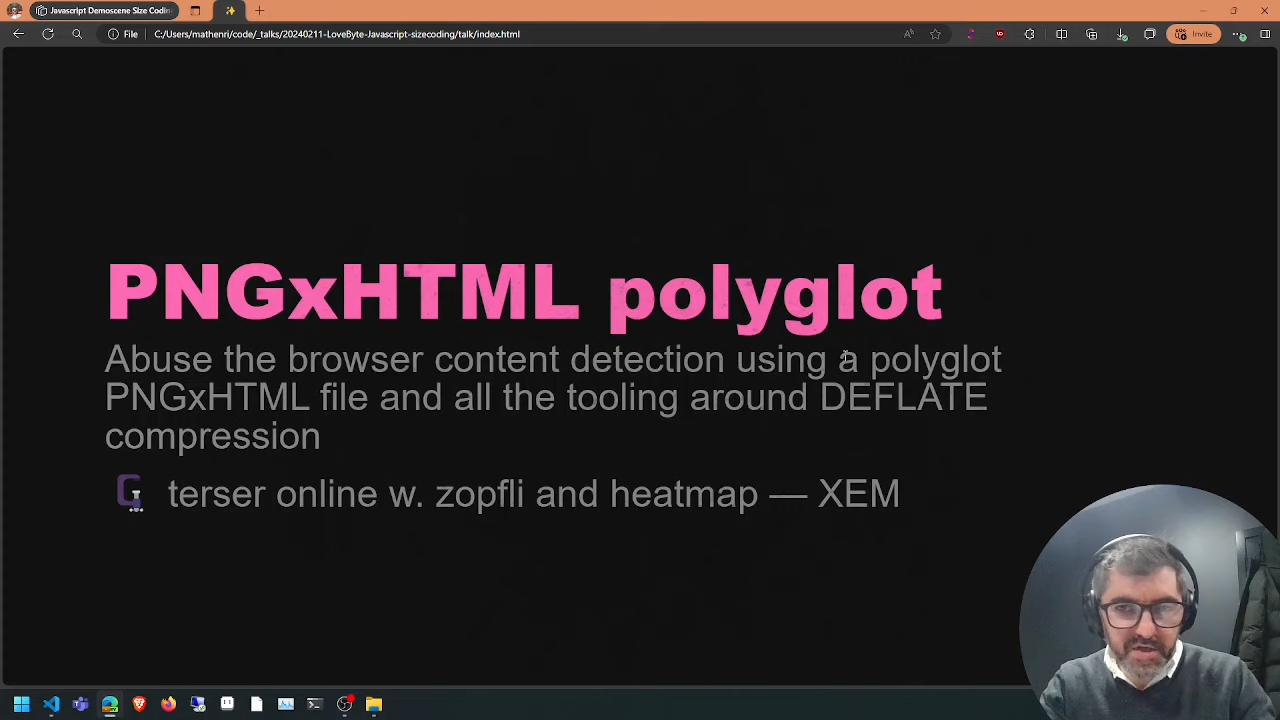 Javascript Demoscene Size Codin
File
C:/Users/mathenri/code/_talks/20240211-LoveByte-Javascript-sizecoding/talk/index.html
Invite
PNGxHTML polyglot
Abuse the browser content detection using a polyglot
PNGxHTML file and all the tooling around DEFLATE
compression
terser online w. zopfli and heatmap — XEM